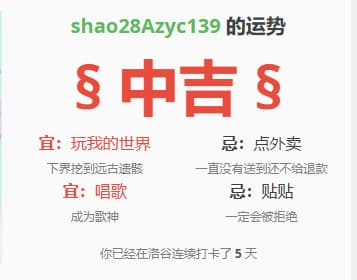 shao28Azyc139 的运势
§ 中吉 §
宜：玩我的世界 忌：点外卖
下界挖到远古遗骸 一直没有送到还不给退款
宜：唱歌 忌：贴贴
成为歌神 一定会被拒绝
你已经在洛谷连续打卡了 5 天